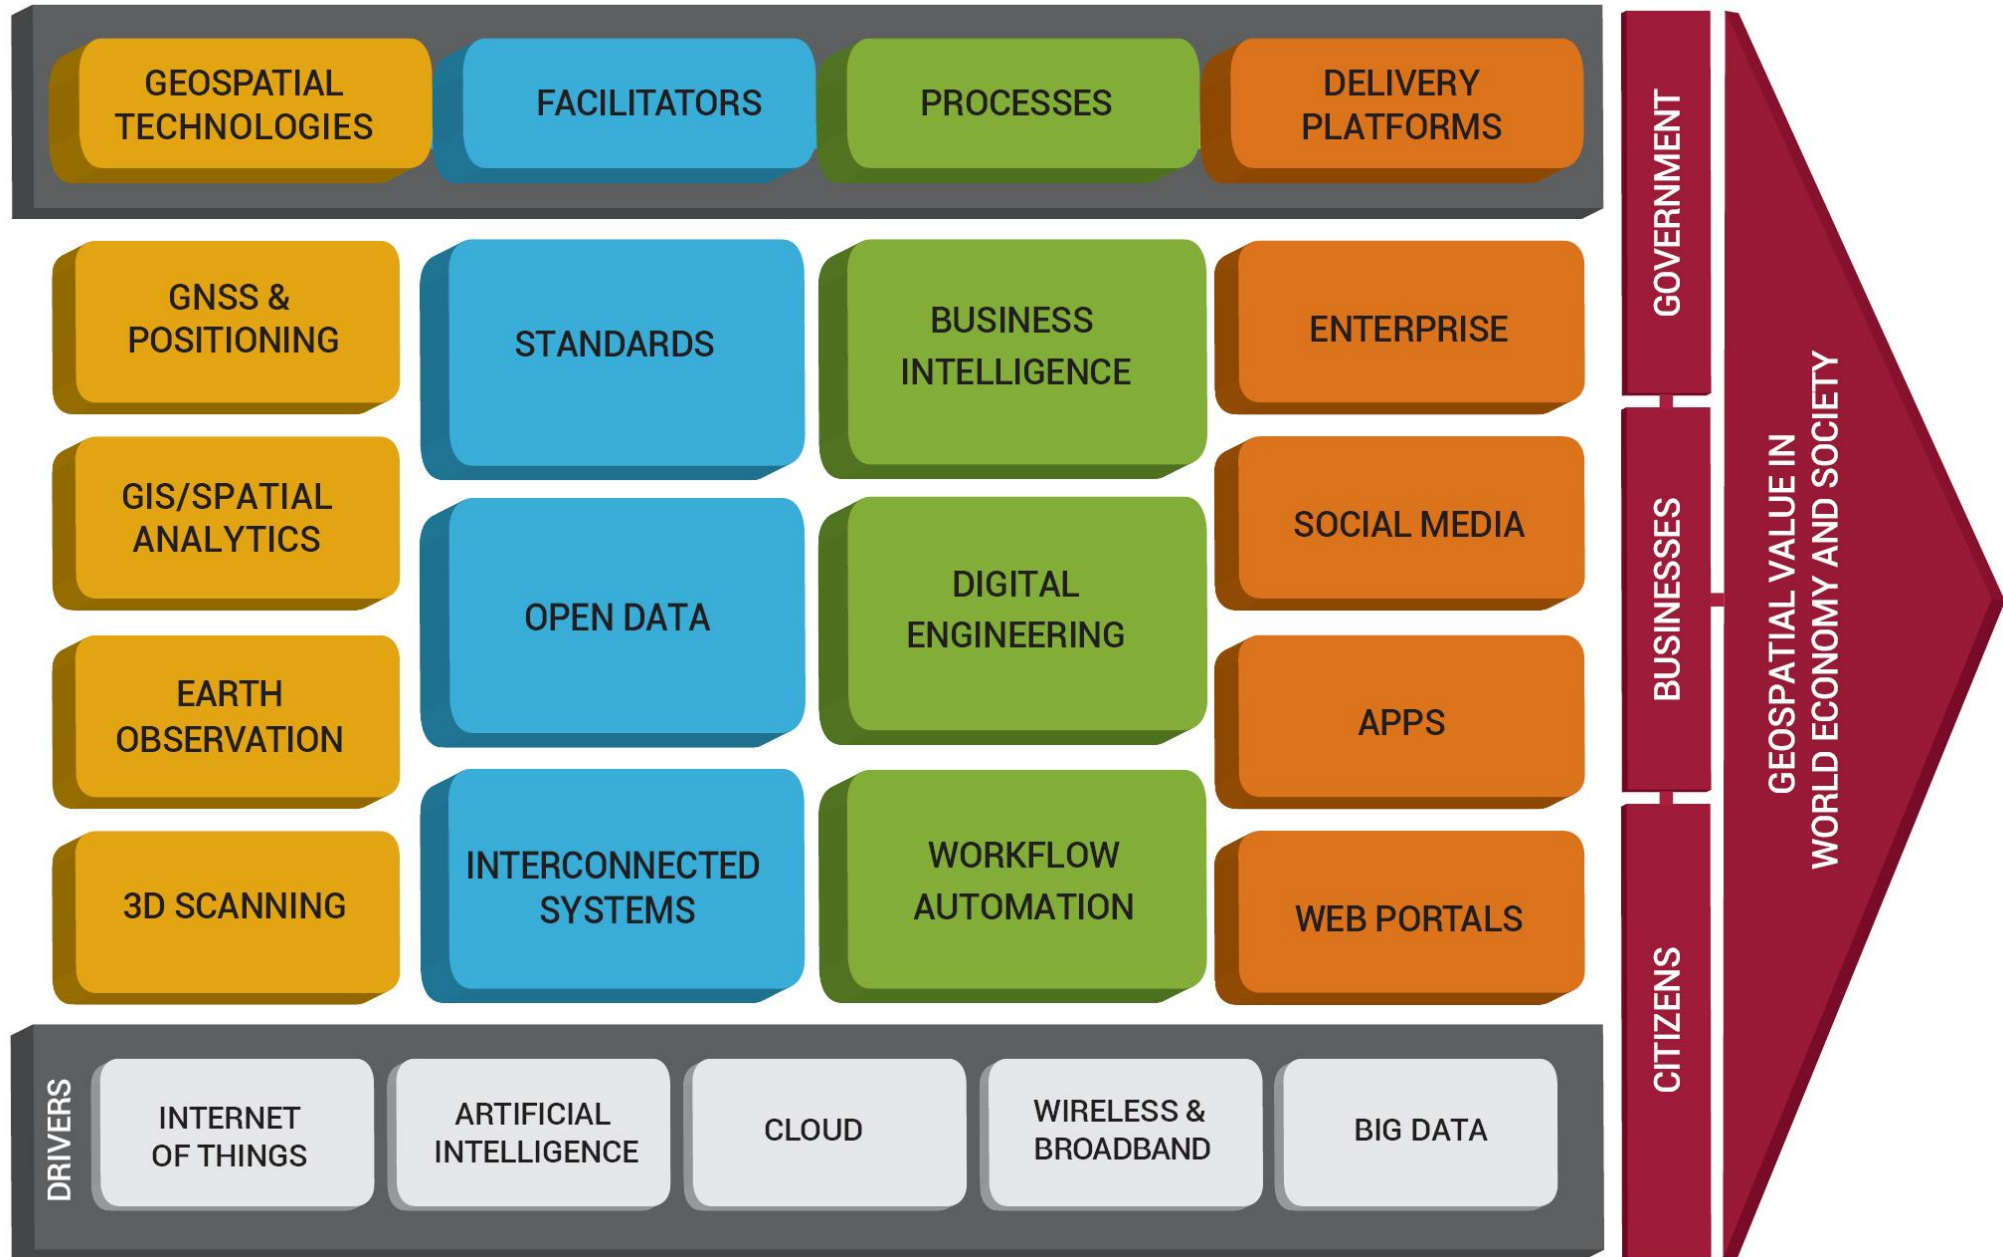 GEOSPATIAL
TECHNOLOGIES
FACILITATORS
PROCESSES
DELIVERY
PLATFORMS
GNSS &
POSITIONING
GIS/SPATIAL
ANALYTICS
EARTH
OBSERVATION
3D SCANNING
STANDARDS
OPEN DATA
INTERCONNECTED
SYSTEMS
BUSINESS
INTELLIGENCE
DIGITAL
ENGINEERING
WORKFLOW
AUTOMATION
ENTERPRISE
SOCIAL MEDIA
APPS
WEB PORTALS
DRIVERS
INTERNET
OF THINGS
ARTIFICIAL
INTELLIGENCE
CLOUD
WIRELESS &
BROADBAND
BIG DATA
GOVERNMENT
BUSINESSES
CITIZENS
GEOSPATIAL VALUE IN
WORLD ECONOMY AND SOCIETY